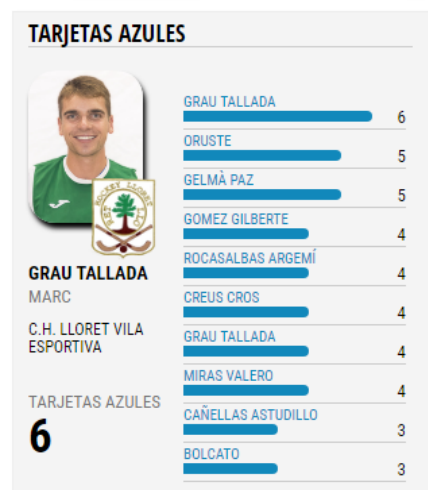 TARJETAS AZULES
HOCKEY LLORET
GRAU TALLADA
MARC
C.H. LLORET VILA
ESPORTIVA
TARJETAS AZULES
6
GRAU TALLADA
6
ORUSTE
5
GELMÀ PAZ
5
GOMEZ GILBERTE
4
ROCASALBAS ARGEMÍ
4
CREUS CROS
4
GRAU TALLADA
4
MIRAS VALERO
4
CAÑELLAS ASTUDILLO
3
BOLCATO
3